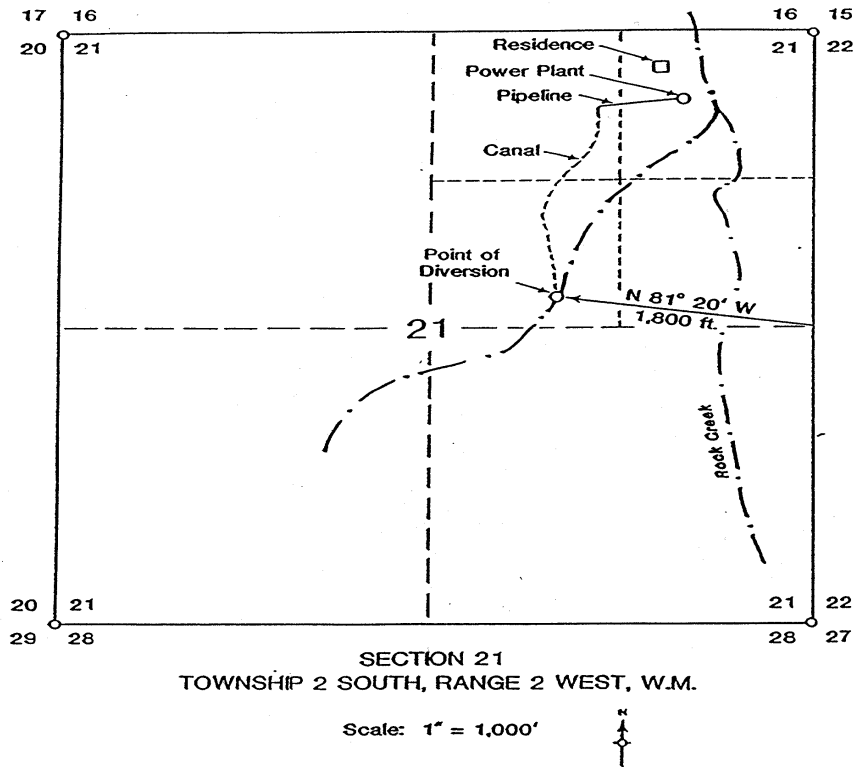 17 16
16 15
20 21
21 22
Residence
Power Plant
Pipeline
Canal
Point of
Diversion
N 81° 20' W
1,800 ft.
21
Rock Creek
20 21
21 22
29 28
28 27
SECTION 21
TOWNSHIP 2 SOUTH, RANGE 2 WEST, W.M.
Scale: 1" = 1,000'
N